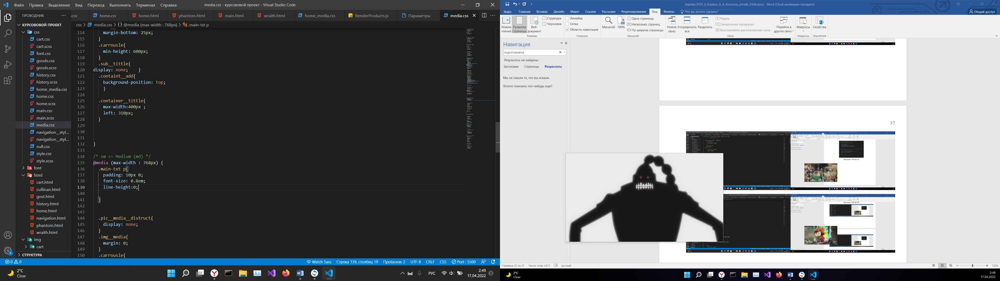 Файл Правка Выделение Вид Переход Выполнить Терминал Справка
media.css - курсововой проект - Visual Studio Code
ПРОВОДНИК ···
КУРСОВОВОЙ ПРОЕКТ
css
cart.css
cart.scss
font.css
goods.css
goods.scss
history.css
history.scss
home_media.css
home.css
home.scss
main.css
main.scss
media.css
navigation__styl...
navigation__styl...
null.css
style.css
style.scss
font
html
cart.html
cullinan.html
gost.html
history.html
home.html
navigation.html
phantom.html
wraith.html
img
cart
СТРУКТУРА
scss home.css home.html phantom.html main.html wraith.html home_media.css RenderProducts.js Параметры media.css
css > media.css > {} @media (max-width : 768px) > .main-txt p
114 margin-bottom: 25px;
115 }
116 .carrousle{
117 min-height: 600px;
118 }
119 .sub__tittle{
120 display: none; }
121 .containt__add{
122 background-position: top;
123 }
124
125 .container__tittle{
126 max-width:400px ;
127 left: 310px;
128 }
129
130
131
132 }
133
134 /* sm <= Medium (md) */
135 @media (max-width : 768px) {
136 .main-txt p{
137 padding: 10px 0;
138 font-size: 0.8em;
139 line-height:0;
140
141 }
142
143
144 .pic__media__distruct{
145 display: none;
146 }
147 .img__media{
148 margin: 0;
149 }
150 .carrousle{
0 0 Watch Sass Строка 139, столбец 19 Пробелов: 2 UTF-8 CRLF CSS Port : 5500
2°C
Clear
РУС
2:49
17.04.2022
3
Zapiska_POIT_6_Puzikov_A_A_Kursovoy_proekt_KYaR.docx - Word (Сбой активации продукта)
Файл Главная Вставка Дизайн Макет Ссылки Рассылки Рецензирование Вид Reverso Что вы хотите сделать? Общий доступ
Режим чтения
Разметка страницы
Веб-документ
Структура
Черновик
Режимы
Линейка
Сетка
Область навигации
Показать
Масштаб
100%
Одна страница
Несколько страниц
По ширине страницы
Масштаб
Новое окно
Упорядочить все
Разделить
Рядом
Синхронная прокрутка
Восстановить расположение окна
Перейти в другое окно
Окно
Макросы
Макросы
Свойства
SharePoint
Навигация
подготовлена
Результаты не найдены
Заголовки Страницы Результаты
Мы не нашли то, что вы искали.
Хотите поискать что-нибудь еще?
37
Страница 37 из 37 Число слов: 3417 русский
120%
2°C
Clear
2:49
17.04.2022